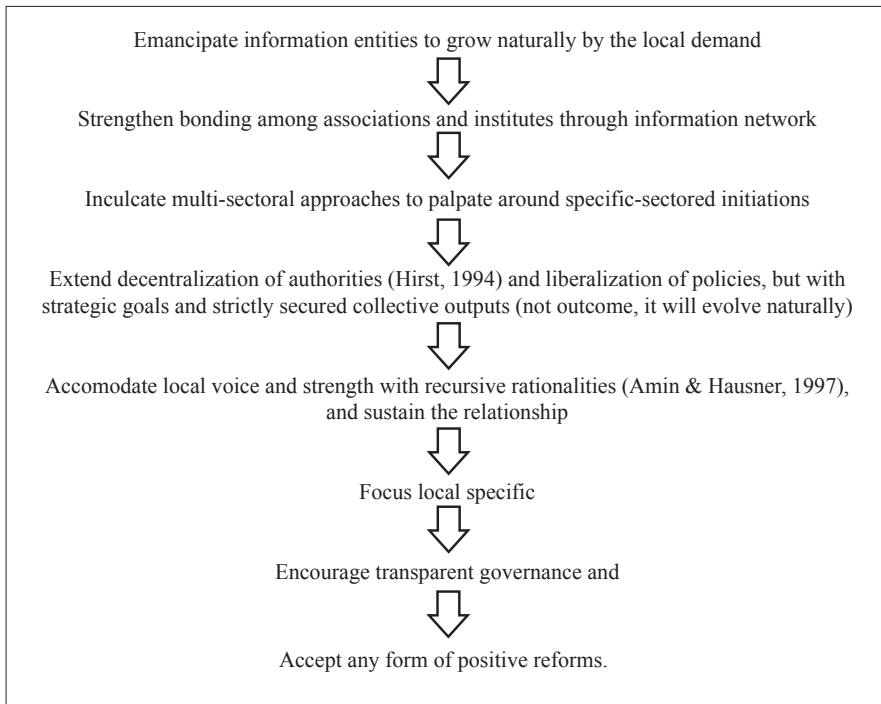 Emancipate information entities to grow naturally by the local demand
Strengthen bonding among associations and institutes through information network
Inculcate multi-sectoral approaches to palpate around specific-sectored initiations
Extend decentralization of authorities (Hirst, 1994) and liberalization of policies, but with
strategic goals and strictly secured collective outputs (not outcome, it will evolve naturally)
Accomodate local voice and strength with recursive rationalities (Amin & Hausner, 1997),
and sustain the relationship
Focus local specific
Encourage transparent governance and
Accept any form of positive reforms.